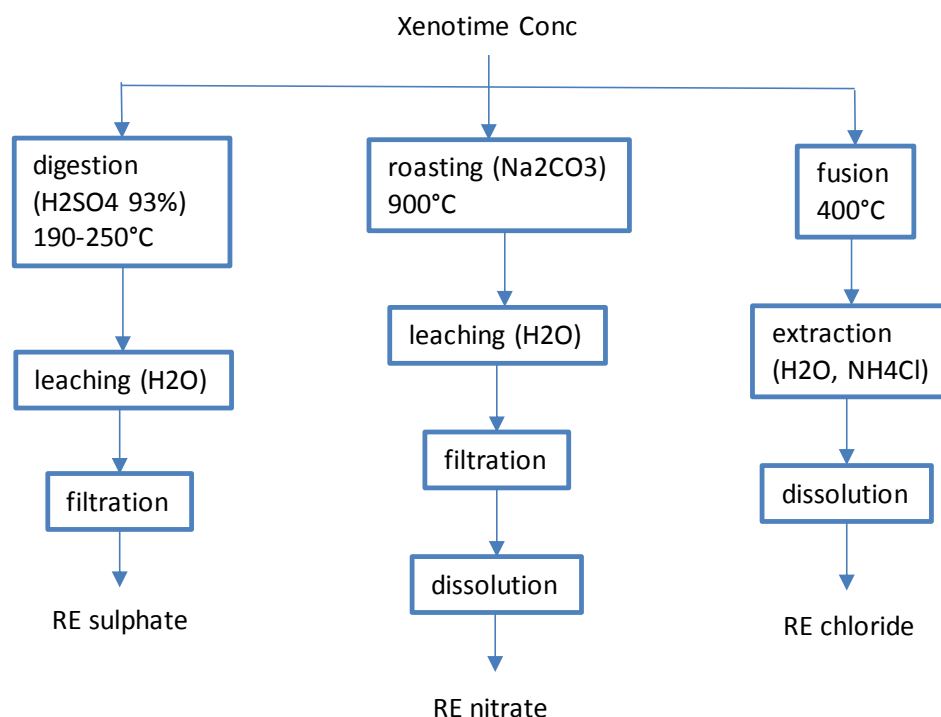 Xenotime Conc
digestion
(H2SO4 93%)
190-250°C
leaching (H2O)
filtration
RE sulphate
roasting (Na2CO3)
900°C
leaching (H2O)
filtration
dissolution
RE nitrate
fusion
400°C
extraction
(H2O, NH4Cl)
dissolution
RE chloride